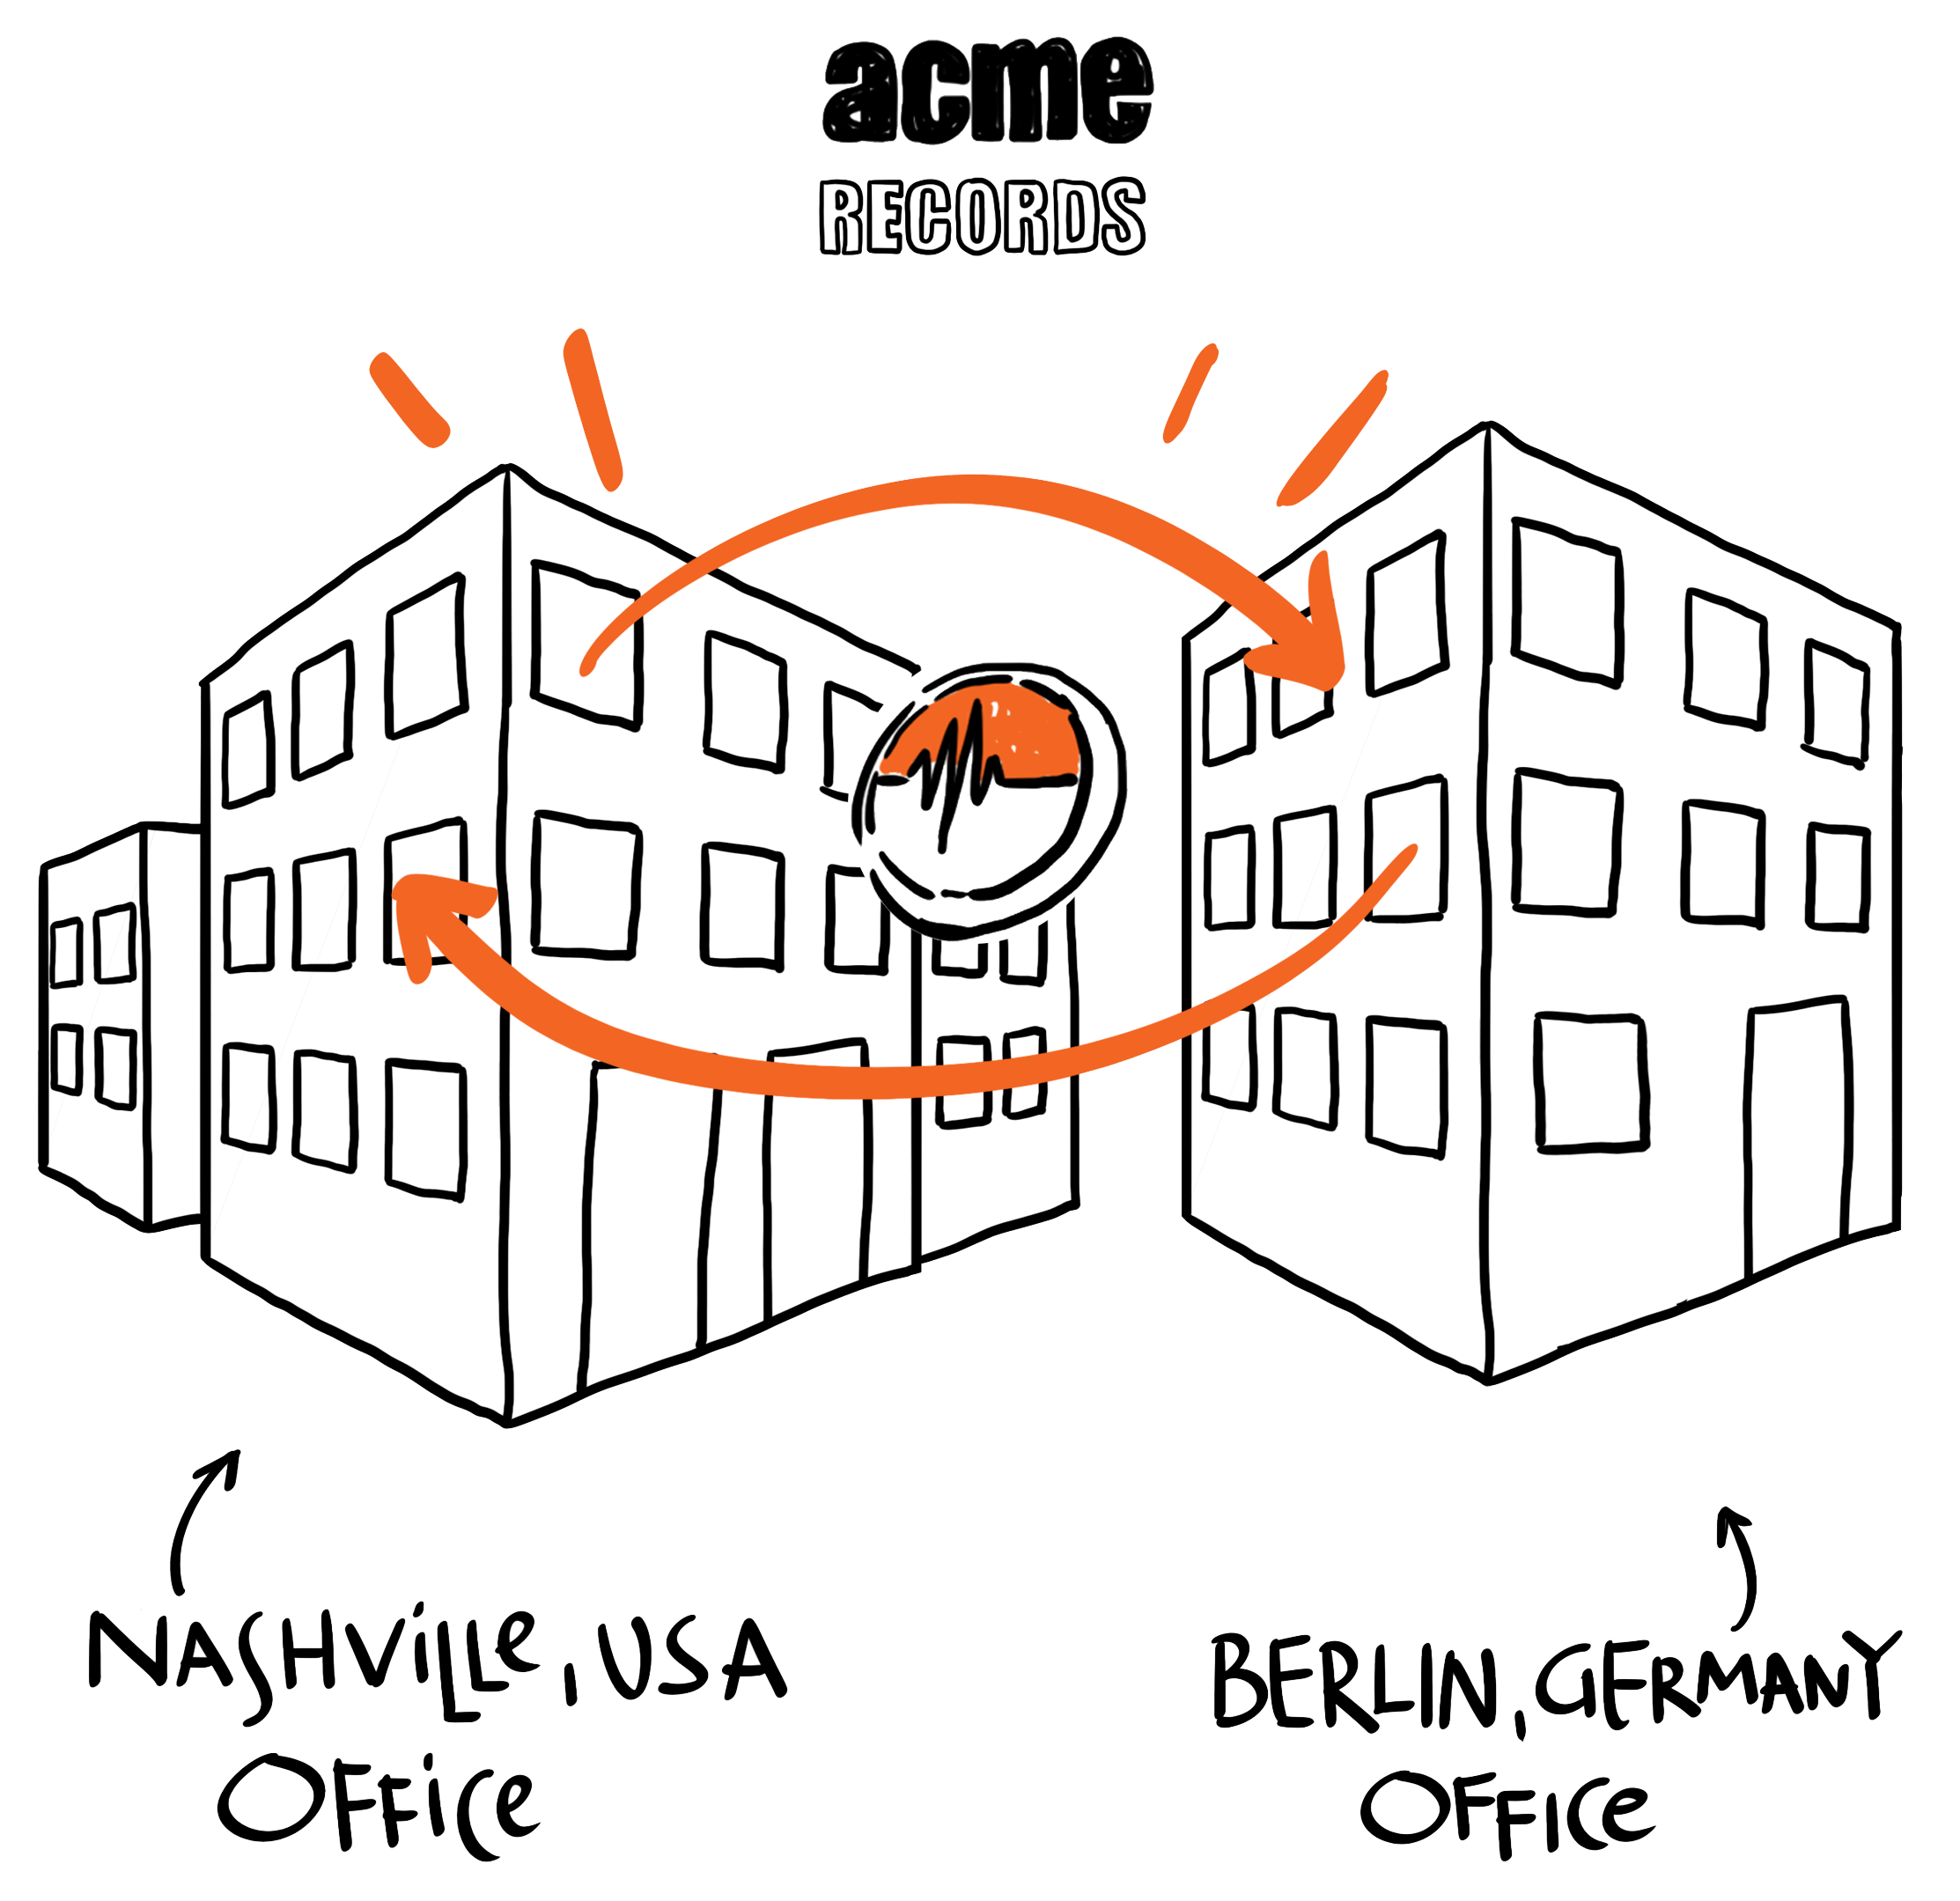 acme
RECORDS
NASHViLLe, USA
OFFiCe
BERLIN, GERMANY
OFFICe